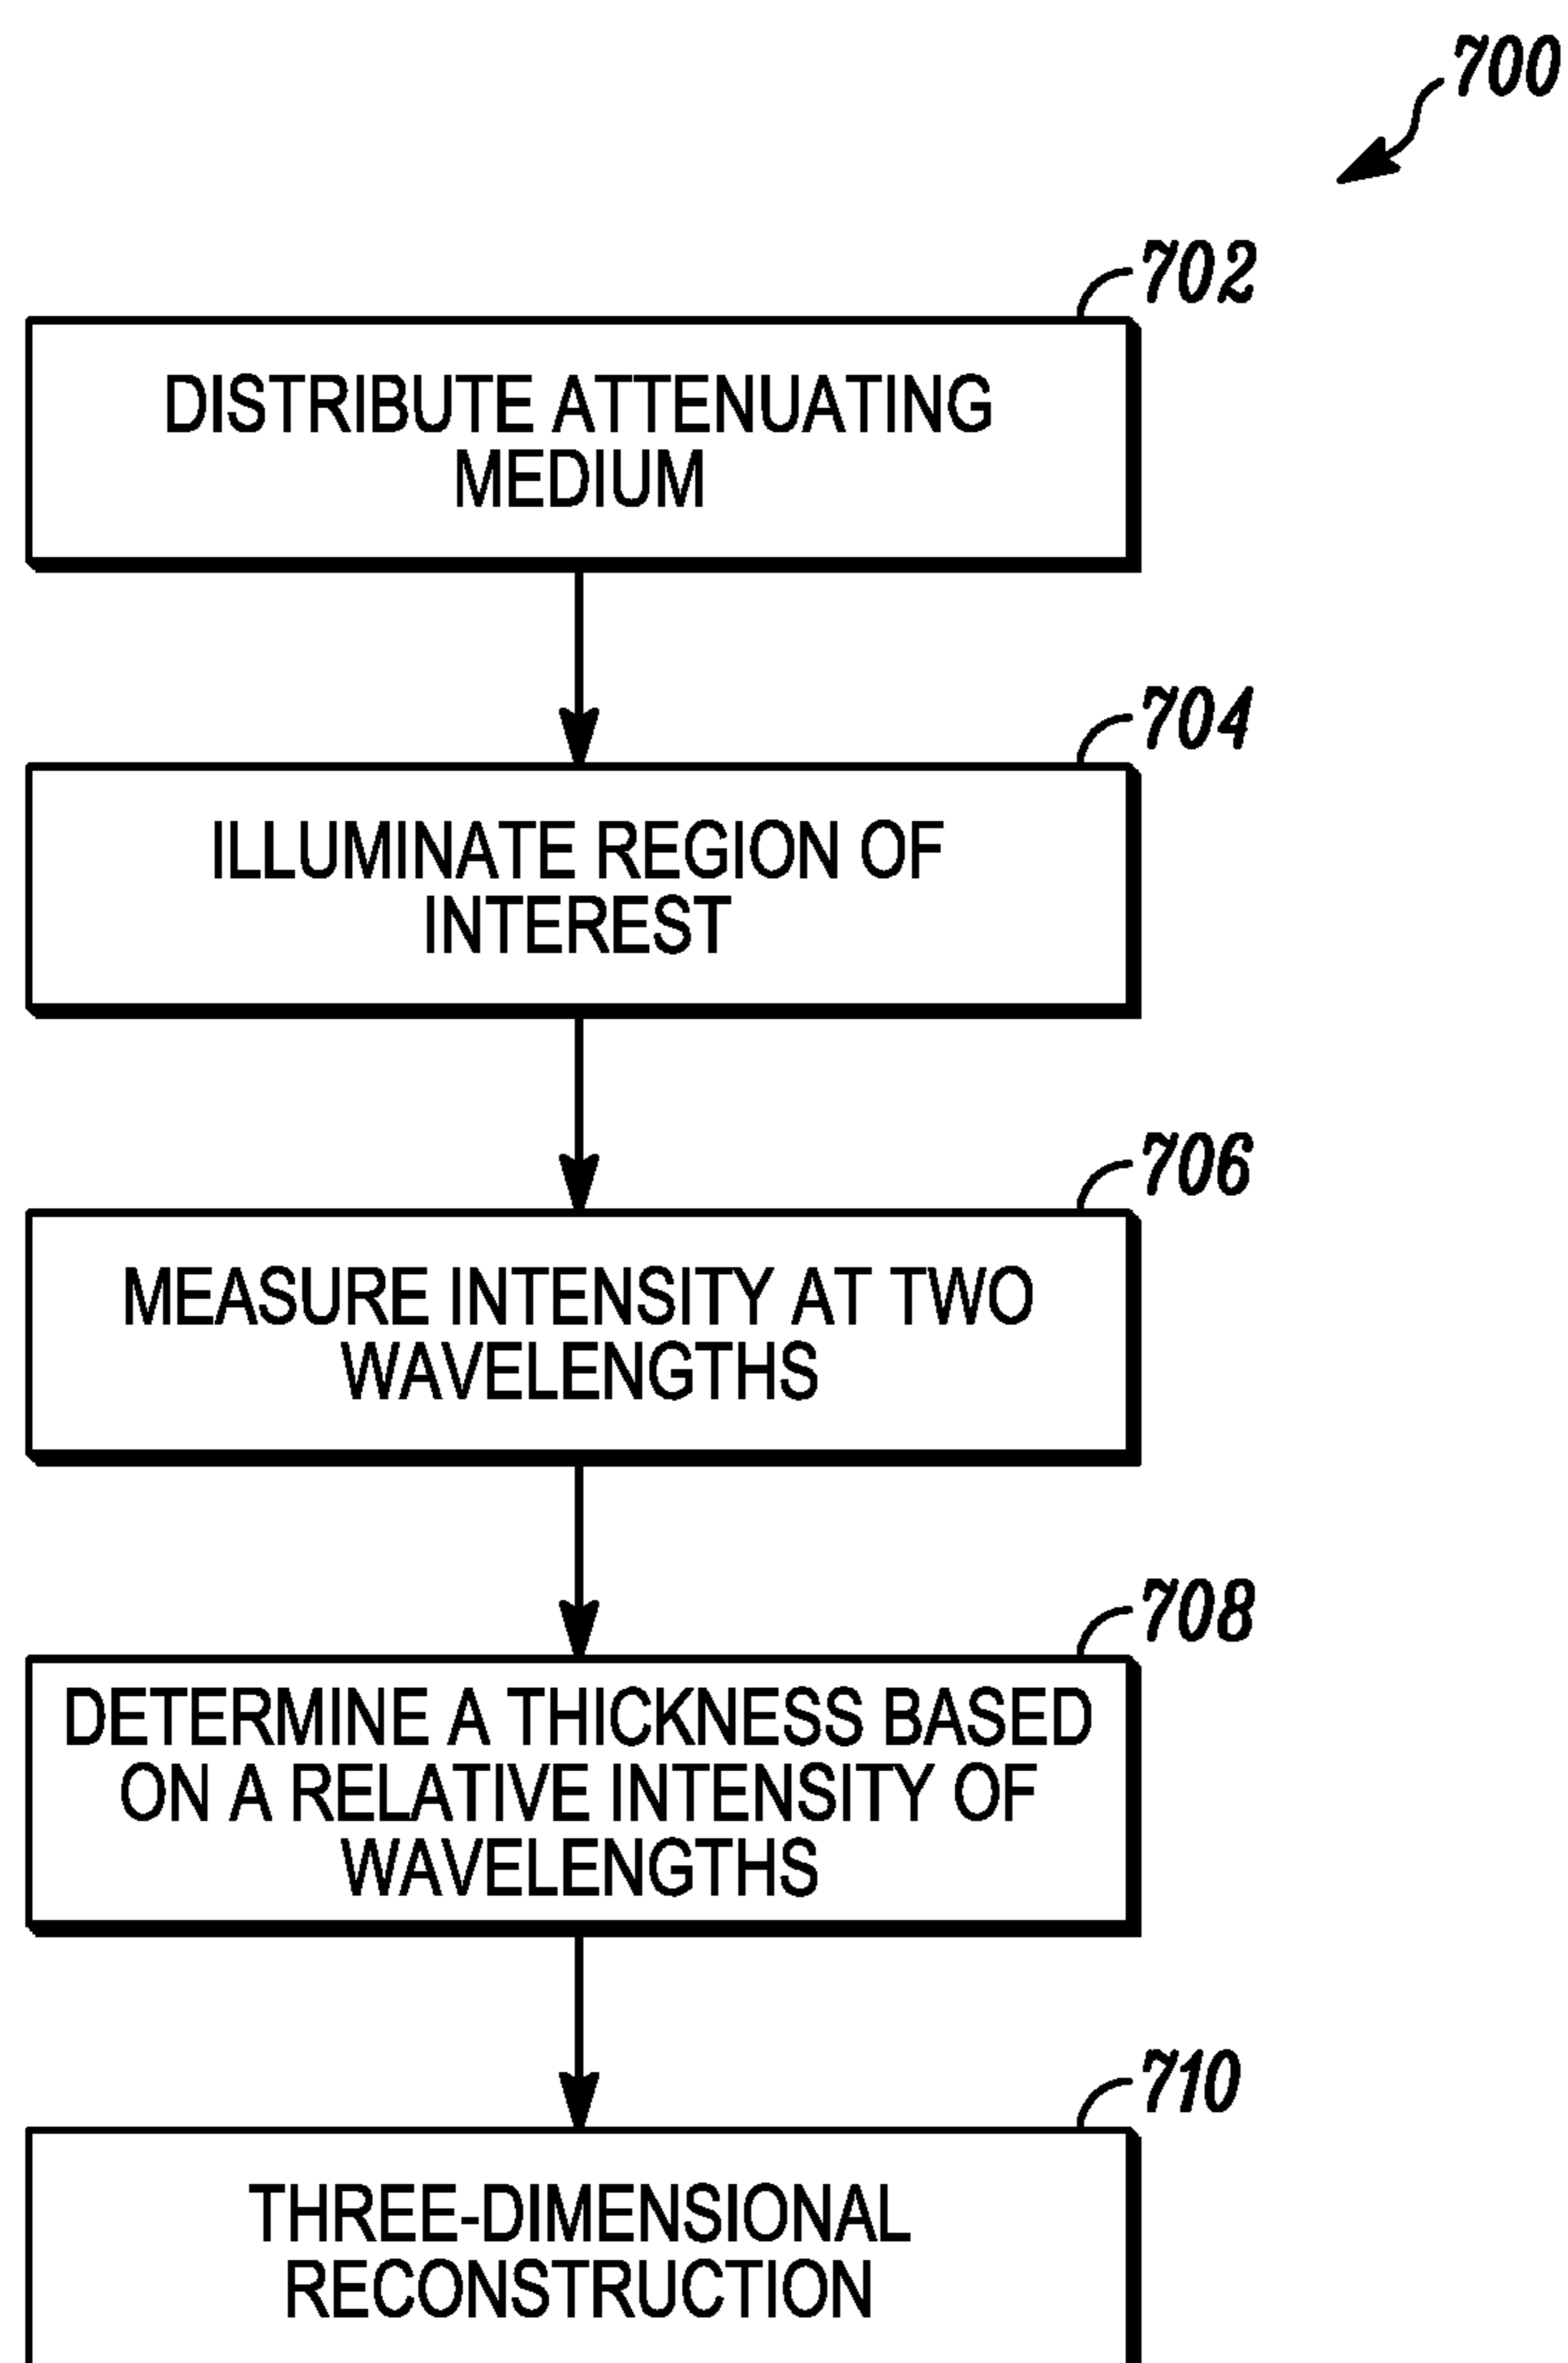 700
702
DISTRIBUTE ATTENUATING
MEDIUM
704
ILLUMINATE REGION OF
INTEREST
706
MEASURE INTENSITY AT TWO
WAVELENGTHS
708
DETERMINE A THICKNESS BASED
ON A RELATIVE INTENSITY OF
WAVELENGTHS
710
THREE-DIMENSIONAL
RECONSTRUCTION